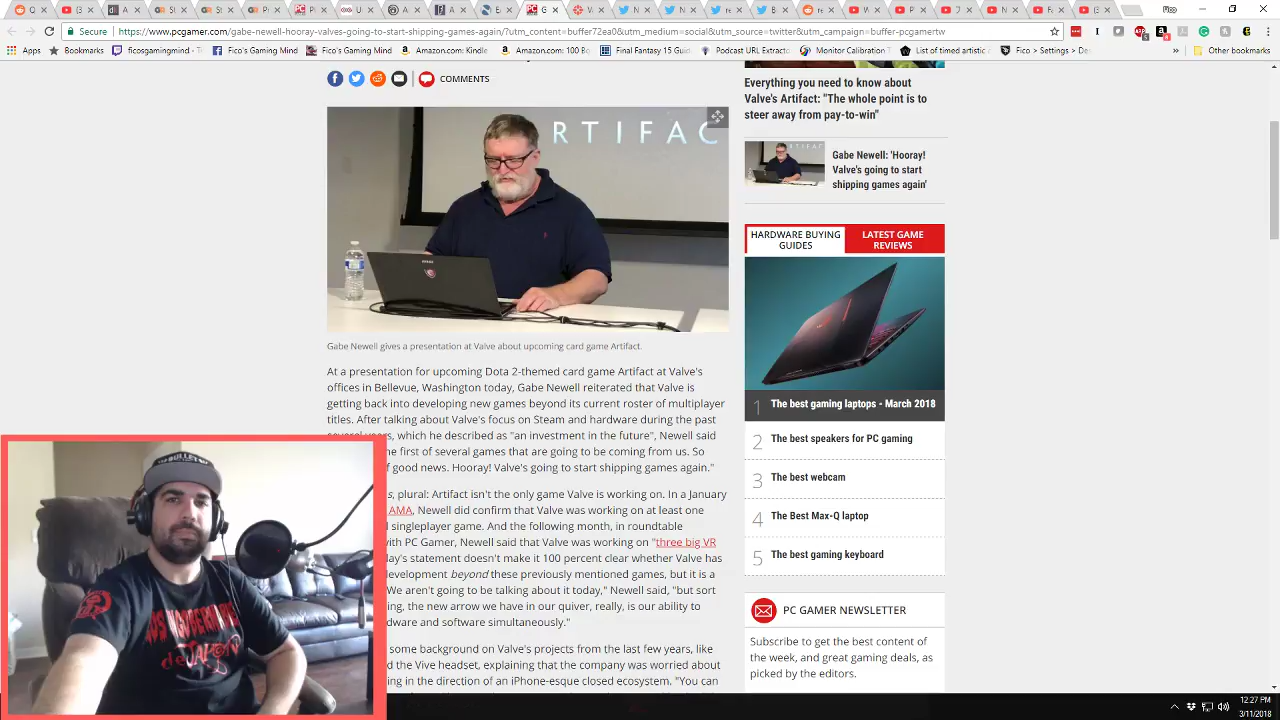 Secure
https://www.pcgamer.com/gabe-newell-hooray-valves-going-to-start-shipping-games-again/?utm_content=buffer72ea0&utm_medium=social&utm_source=twitter&utm_campaign=buffer-pcgamertw
Apps
Bookmarks
ficosgamingmind - T
Fico's Gaming Mind
Amazon.com
Amazon.com:
Amazon: 100 Bo
Timeline
Podcast URL Extracto
Monitor Calibration T
List of timed artistic r
Fico > Settings > Des
»
Other bookmarks
COMMENTS
RTIFAC
Gabe Newell gives a presentation at Valve about upcoming card game Artifact.
At a presentation for upcoming Dota 2-themed card game Artifact at Valve's
offices in Bellevue, Washington today, Gabe Newell reiterated that Valve is
getting back into developing new games beyond its current roster of multiplayer
titles. After talking about Valve's focus on Steam and hardware during the past
several years, which he described as "an investment in the future", Newell said
ne first of several games that are going to be coming from us. So
f good news. Hooray! Valve's going to start shipping games again."
s, plural: Artifact isn't the only game Valve is working on. In a January
AMA, Newell did confirm that Valve was working on at least one
singleplayer game. And the following month, in roundtable
ith PC Gamer, Newell said that Valve was working on "three big VR
ay's statement doesn't make it 100 percent clear whether Valve has
evelopment beyond these previously mentioned games, but it is a
We aren't going to be talking about it today," Newell said, "but sort
ing, the new arrow we have in our quiver, really, is our ability to
dware and software simultaneously."
some background on Valve's projects from the last few years, like
d the Vive headset, explaining that the company was worried about
ing in the direction of an iPhone-esque closed ecosystem. "You can
Everything you need to know about
Valve's Artifact: "The whole point is to
steer away from pay-to-win"
Gabe Newell: 'Hooray!
Valve's going to start
shipping games again'
HARDWARE BUYING
GUIDES
LATEST GAME
REVIEWS
1 The best gaming laptops - March 2018
2 The best speakers for PC gaming
3 The best webcam
4 The Best Max-Q laptop
5 The best gaming keyboard
PC GAMER NEWSLETTER
Subscribe to get the best content of
the week, and great gaming deals, as
picked by the editors.
12:27 PM
3/11/2018